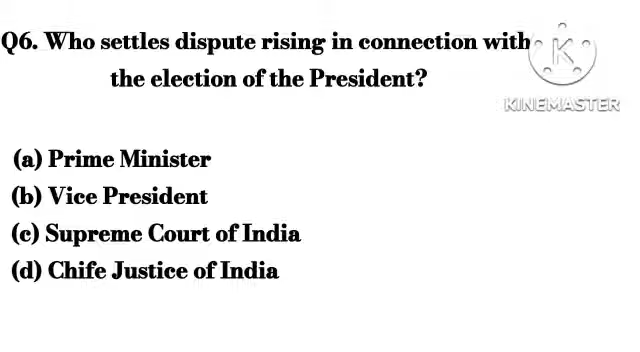 Q6. Who settles dispute rising in connection with
the election of the President?
K
KINEMASTER
(a) Prime Minister
(b) Vice President
(c) Supreme Court of India
(d) Chife Justice of India